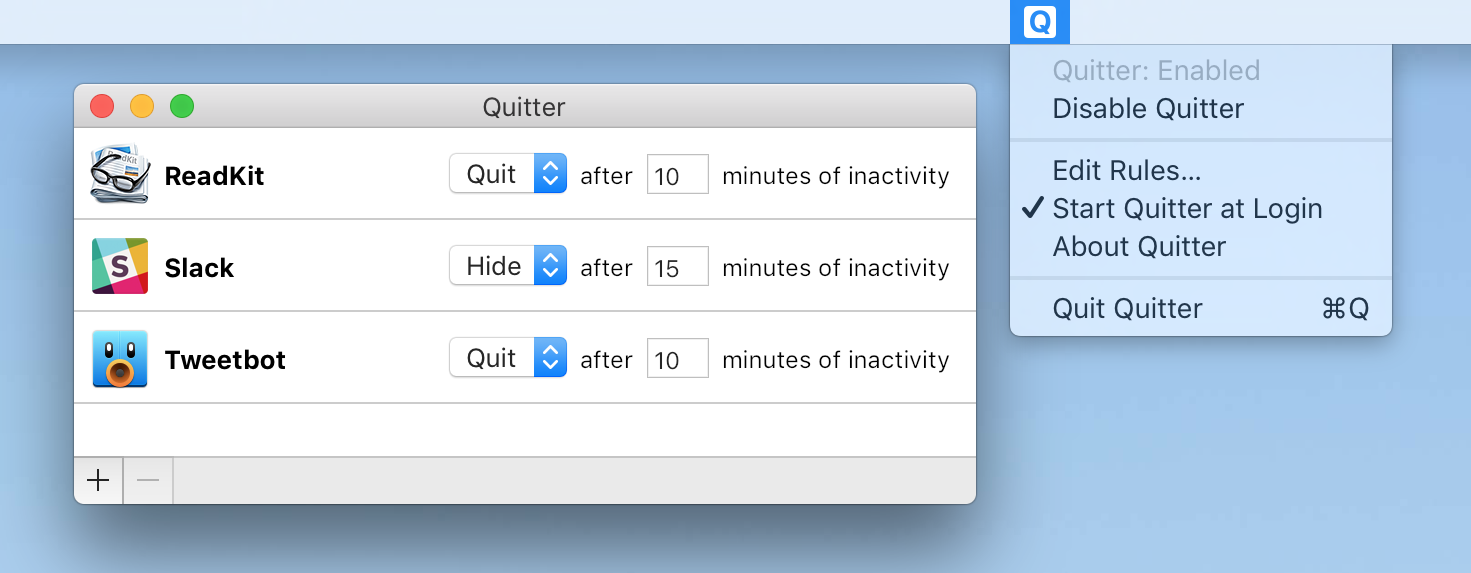 Q
Quitter: Enabled
Disable Quitter
Edit Rules...
✓ Start Quitter at Login
About Quitter
Quit Quitter ⌘Q
Quitter
ReadKit
ReadKit Quit after 10 minutes of inactivity
S
Slack Hide after 15 minutes of inactivity
Tweetbot Quit after 10 minutes of inactivity